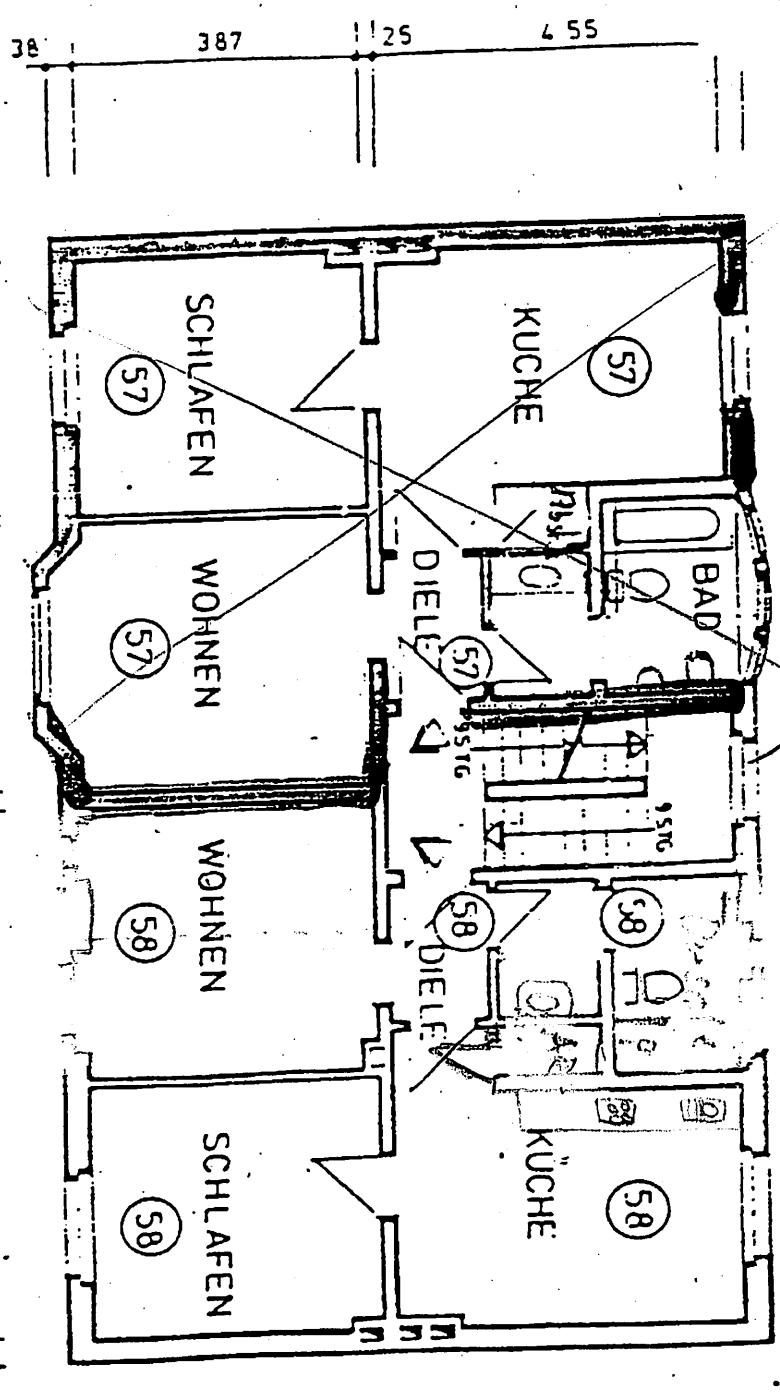 38 387 25 4 55
SCHLAFEN
57
KUCHE
57
WOHNEN
57
DIELE
57
BAD
9 STG
9 STG
WOHNEN
58
DIELE
58
58
SCHLAFEN
58
KÜCHE
58